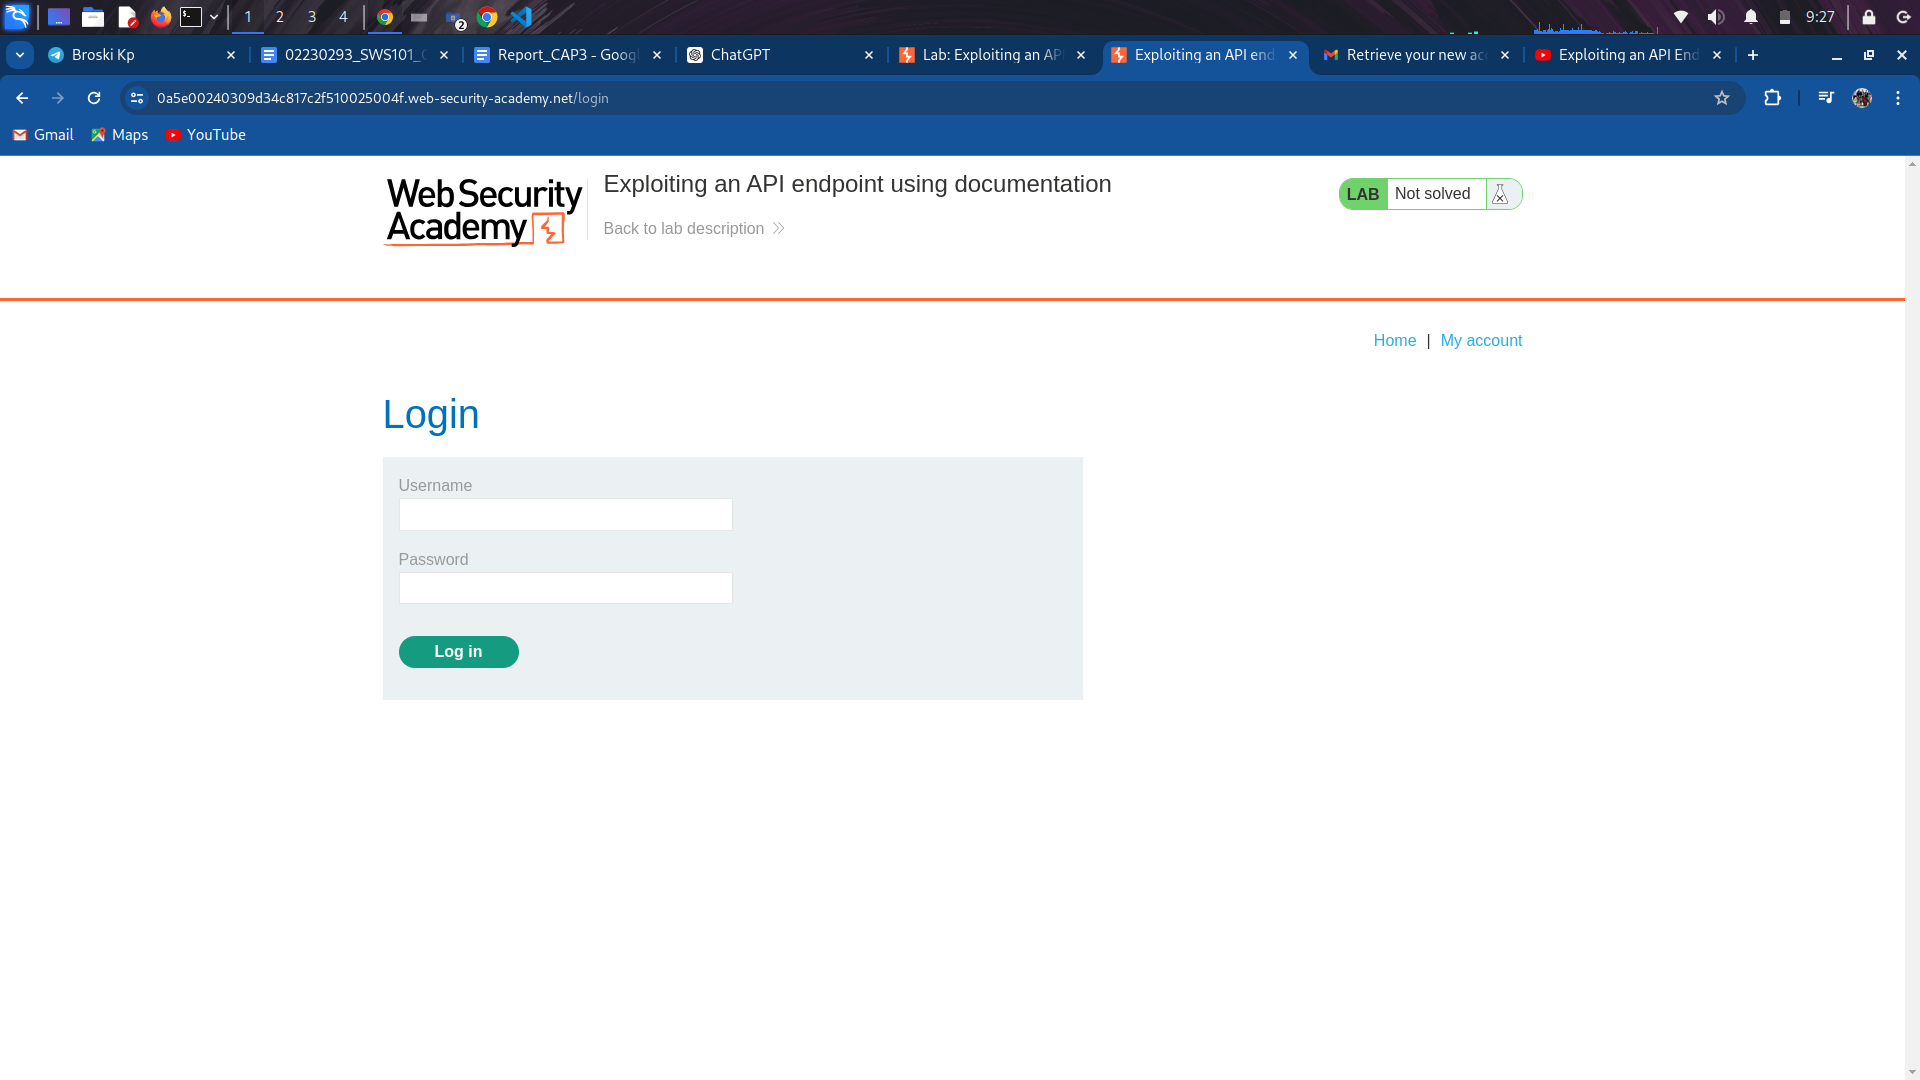 1 2 3 4
2
9:27
Broski Kp
02230293_SWS101_
Report_CAP3 - Goog
ChatGPT
Lab: Exploiting an AP
Exploiting an API end
Retrieve your new ac
Exploiting an API End
0a5e00240309d34c817c2f510025004f.web-security-academy.net/login
Gmail Maps YouTube
Web Security
Academy
Exploiting an API endpoint using documentation
Back to lab description
LAB Not solved
Home | My account
Login
Username
Password
Log in